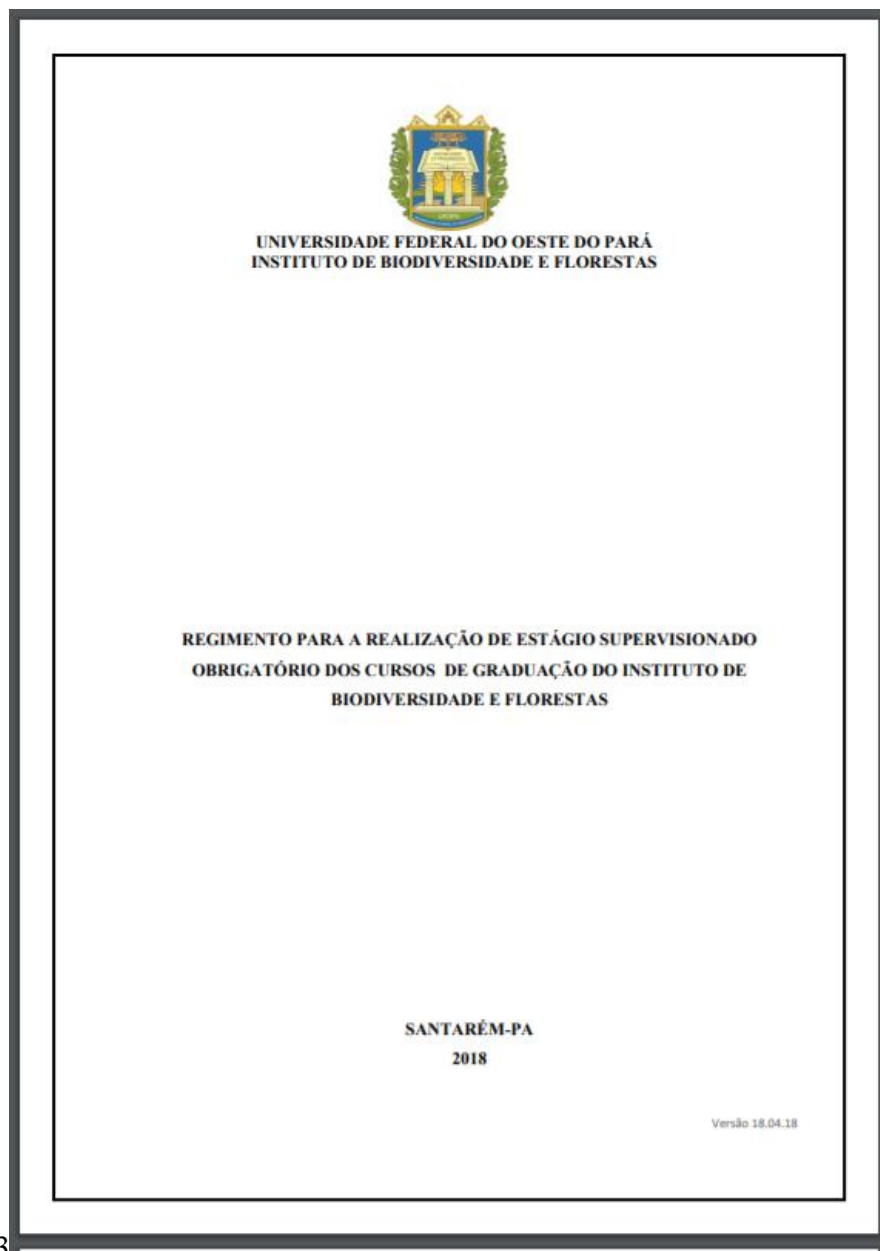 UNIVERSIDADE FEDERAL DO OESTE DO PARÁ
INSTITUTO DE BIODIVERSIDADE E FLORESTAS
REGIMENTO PARA A REALIZAÇÃO DE ESTÁGIO SUPERVISIONADO
OBRIGATÓRIO DOS CURSOS DE GRADUAÇÃO DO INSTITUTO DE
BIODIVERSIDADE E FLORESTAS
SANTARÉM-PA
2018
Versão 18.04.18
3